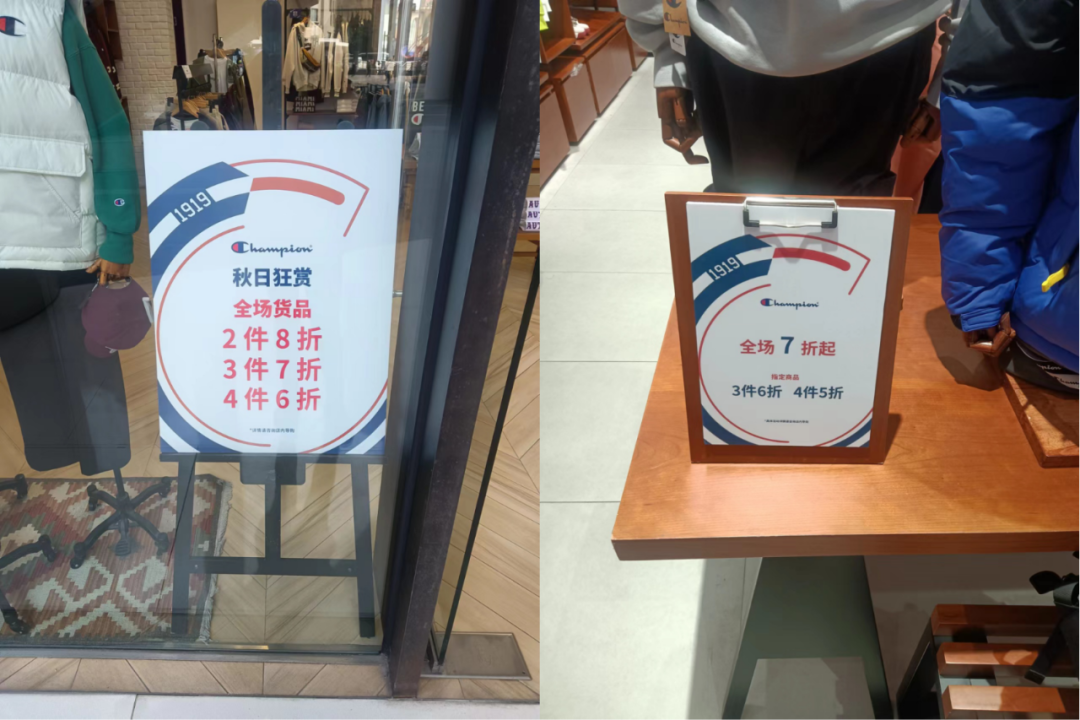 1919
Champion
秋日狂赏
全场货品
2件8折
3件7折
4件6折
1919
Champion
全场7折起
指定商品
3件6折 4件5折